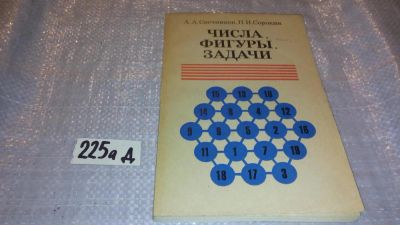 А. А. Свечников, П. И. Сорокин
ЧИСЛА,
ФИГУРЫ,
ЗАДАЧИ
15 13 10
14 8 4 12
9 6 5 2 16
11 1 7 19
18 17 3
225а Д